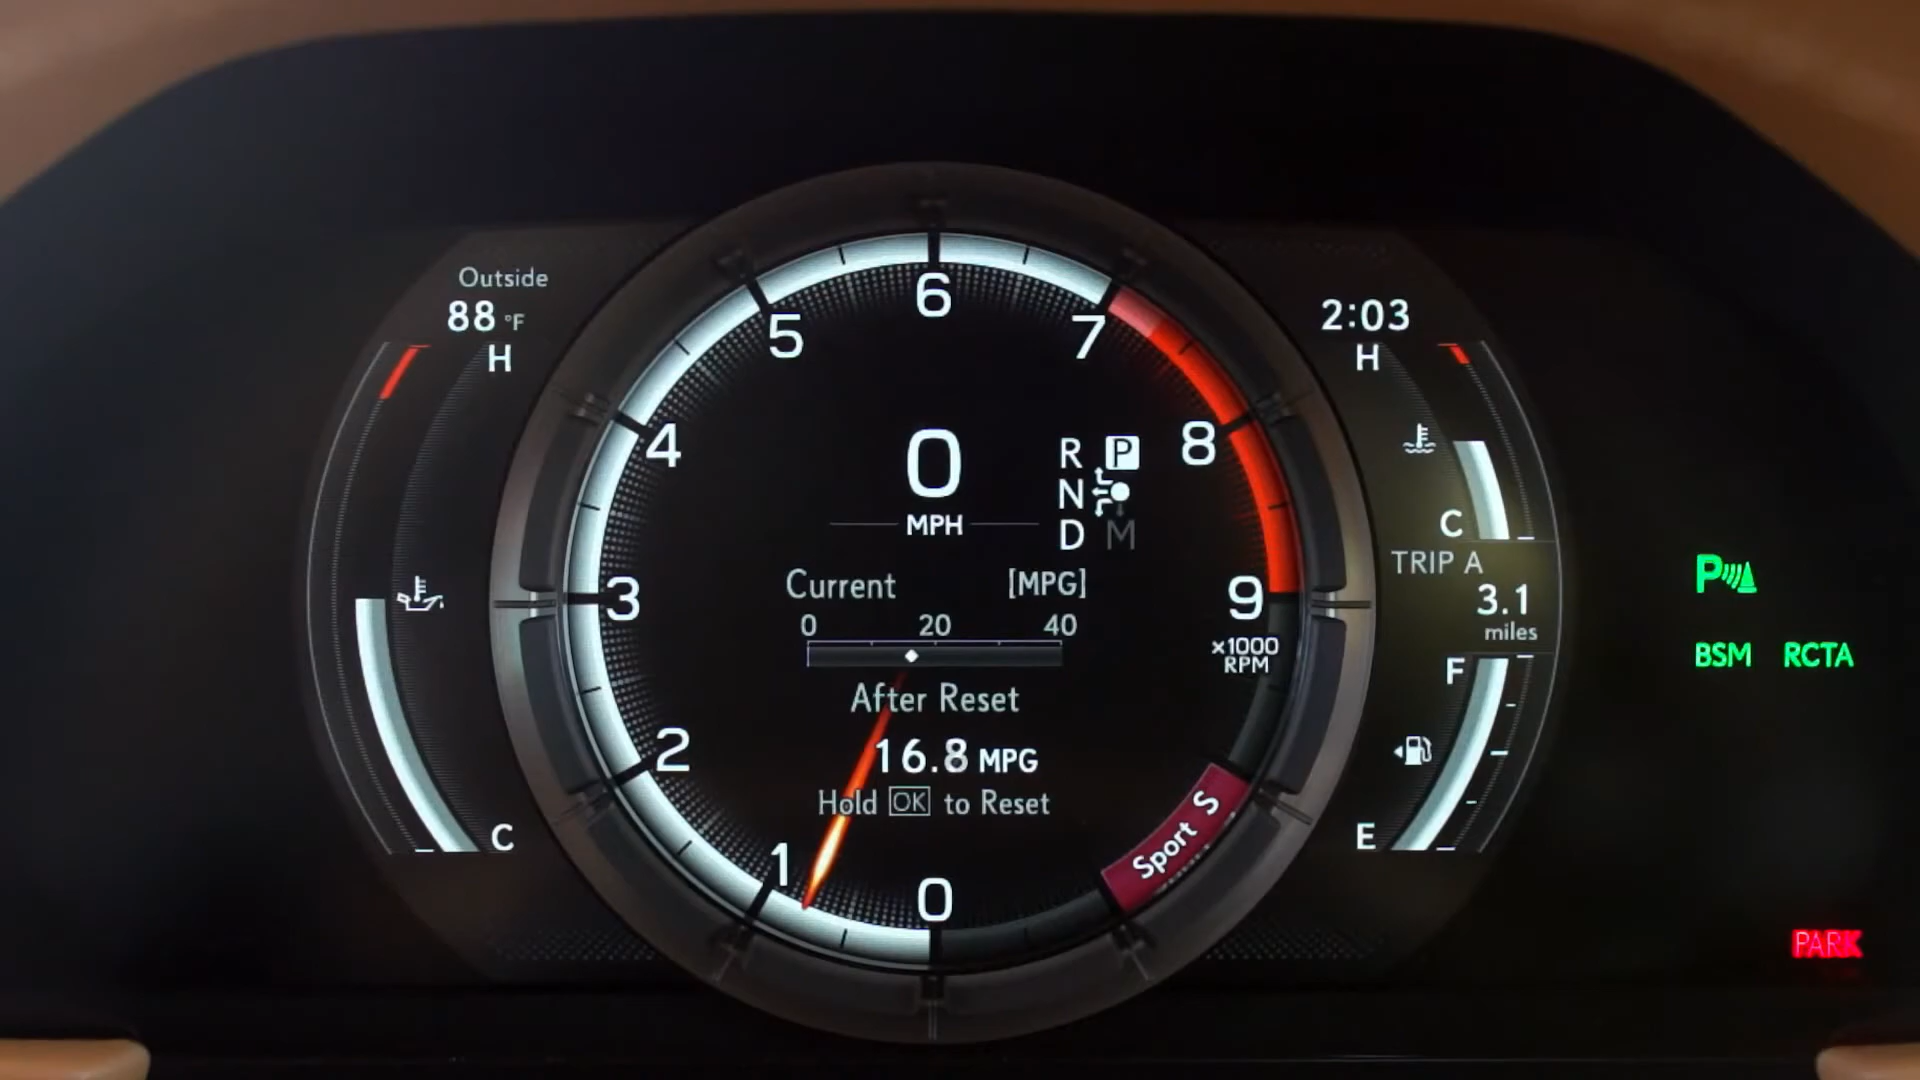 Outside
88 °F
H
C
2:03
H
C
TRIP A
3.1
miles
F
E
0
1
2
3
4
5
6
7
8
9
×1000
RPM
0
MPH
R P
N
D M
Current [MPG]
0 20 40
After Reset
16.8 MPG
Hold OK to Reset
Sport S
P
BSM RCTA
PARK